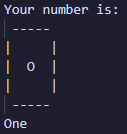 Your number is:
 -----
|     |
|  O  |
|     |
 -----
One